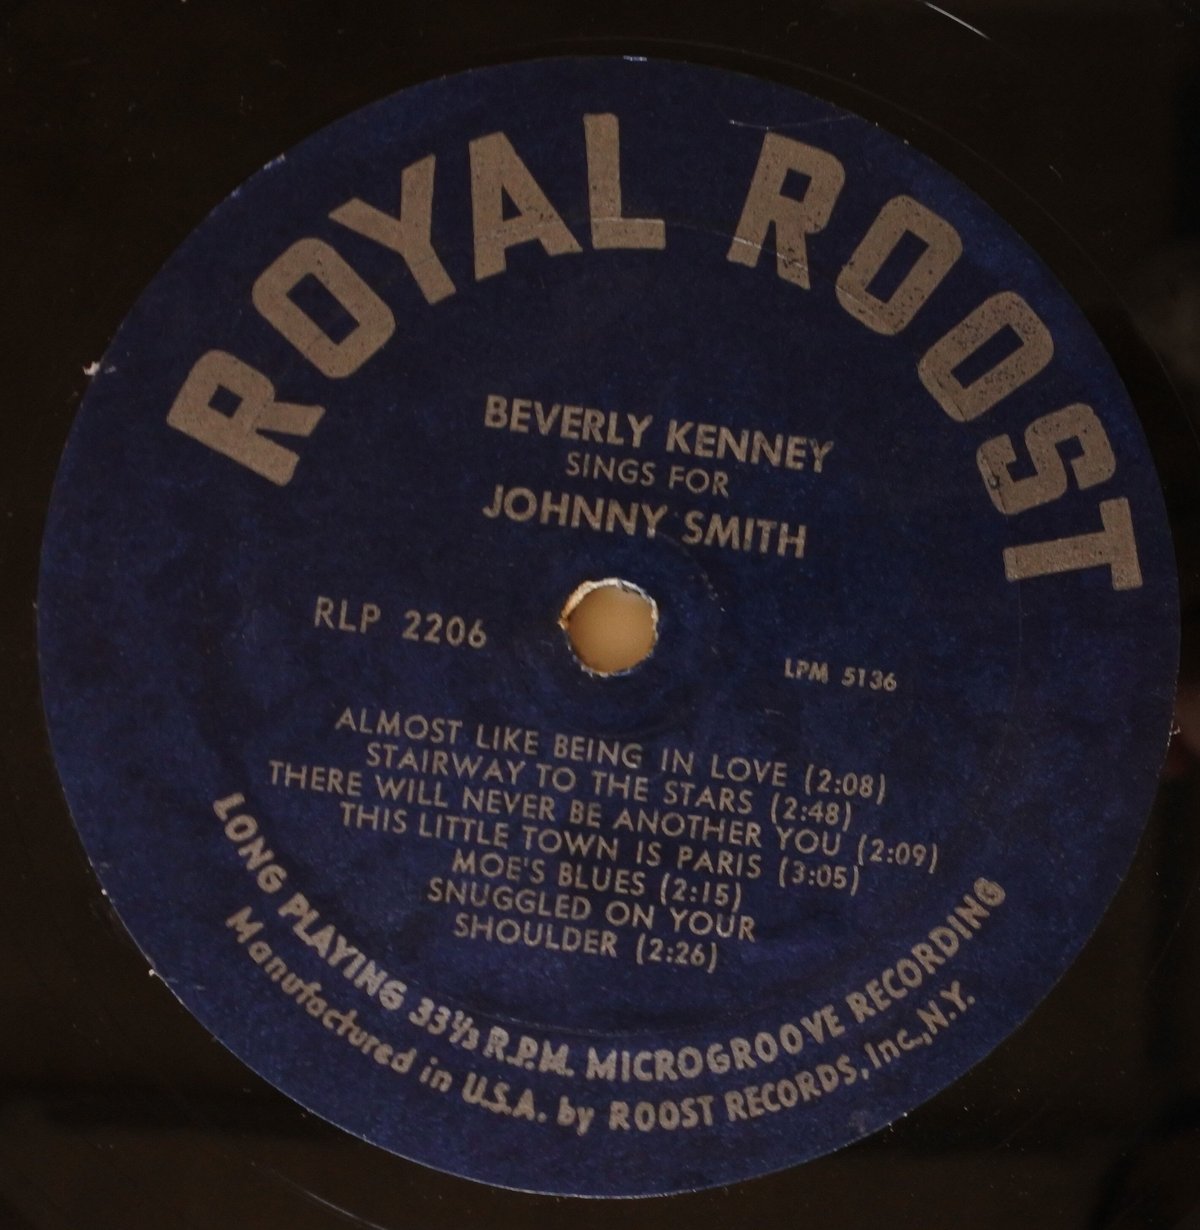 ROYAL ROOST
BEVERLY KENNEY
SINGS FOR
JOHNNY SMITH
RLP 2206
LPM 5136
ALMOST LIKE BEING IN LOVE (2:08)
STAIRWAY TO THE STARS (2:48)
THERE WILL NEVER BE ANOTHER YOU (2:09)
THIS LITTLE TOWN IS PARIS (3:05)
MOE'S BLUES (2:15)
SNUGGLED ON YOUR
SHOULDER (2:26)
LONG PLAYING 33⅓ R.P.M. MICROGROOVE RECORDING
Manufactured in U.S.A. by ROOST RECORDS, Inc., N.Y.